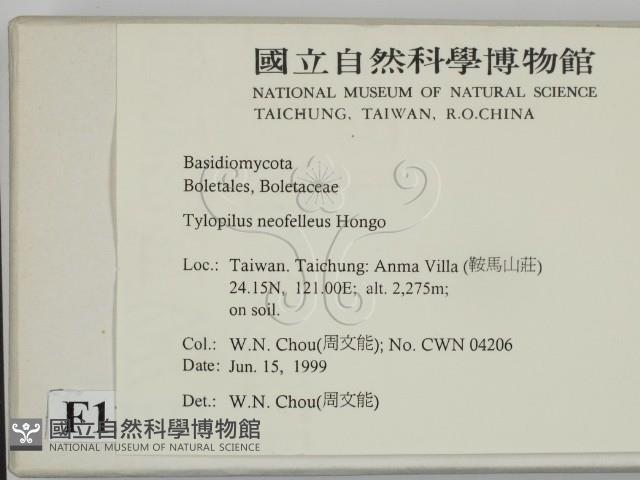 國立自然科學博物館
NATIONAL MUSEUM OF NATURAL SCIENCE
TAICHUNG, TAIWAN, R.O.CHINA
Basidiomycota
Boletales, Boletaceae
Tylopilus neofelleus Hongo
Loc.: Taiwan. Taichung: Anma Villa (鞍馬山莊)
24.15N, 121.00E; alt. 2,275m;
on soil.
Col.: W.N. Chou(周文能); No. CWN 04206
Date: Jun. 15, 1999
Det.: W.N. Chou(周文能)
F1
國立自然科學博物館
NATIONAL MUSEUM OF NATURAL SCIENCE